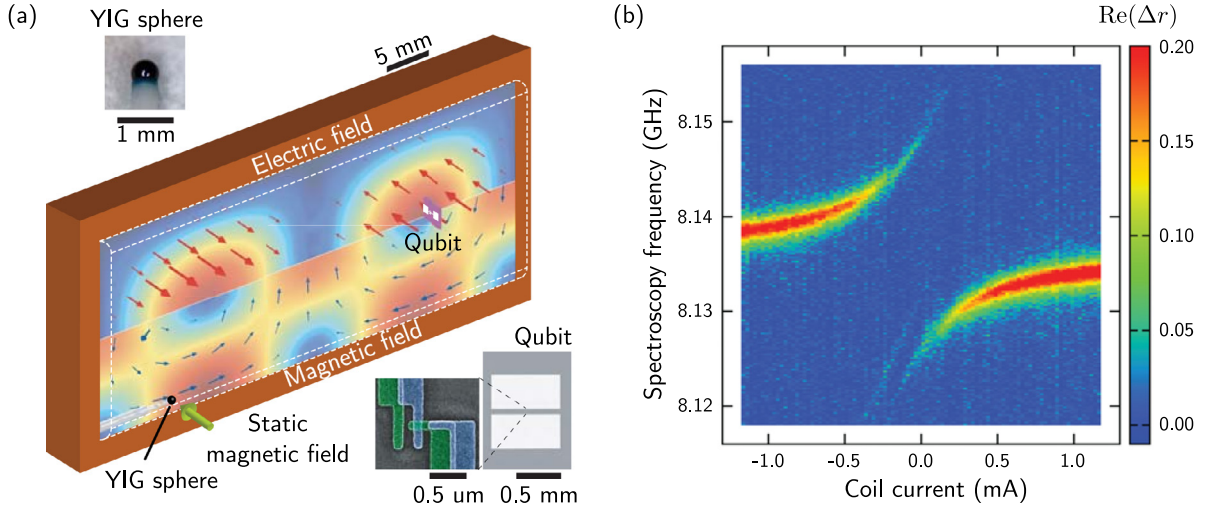 (a)
YIG sphere
1 mm
5 mm
Electric field
Qubit
Magnetic field
Static
magnetic field
YIG sphere
Qubit
0.5 um
0.5 mm
(b)
Re(Δr)
Spectroscopy frequency (GHz)
8.15
8.14
8.13
8.12
-1.0
-0.5
0.0
0.5
1.0
Coil current (mA)
0.20
0.15
0.10
0.05
0.00